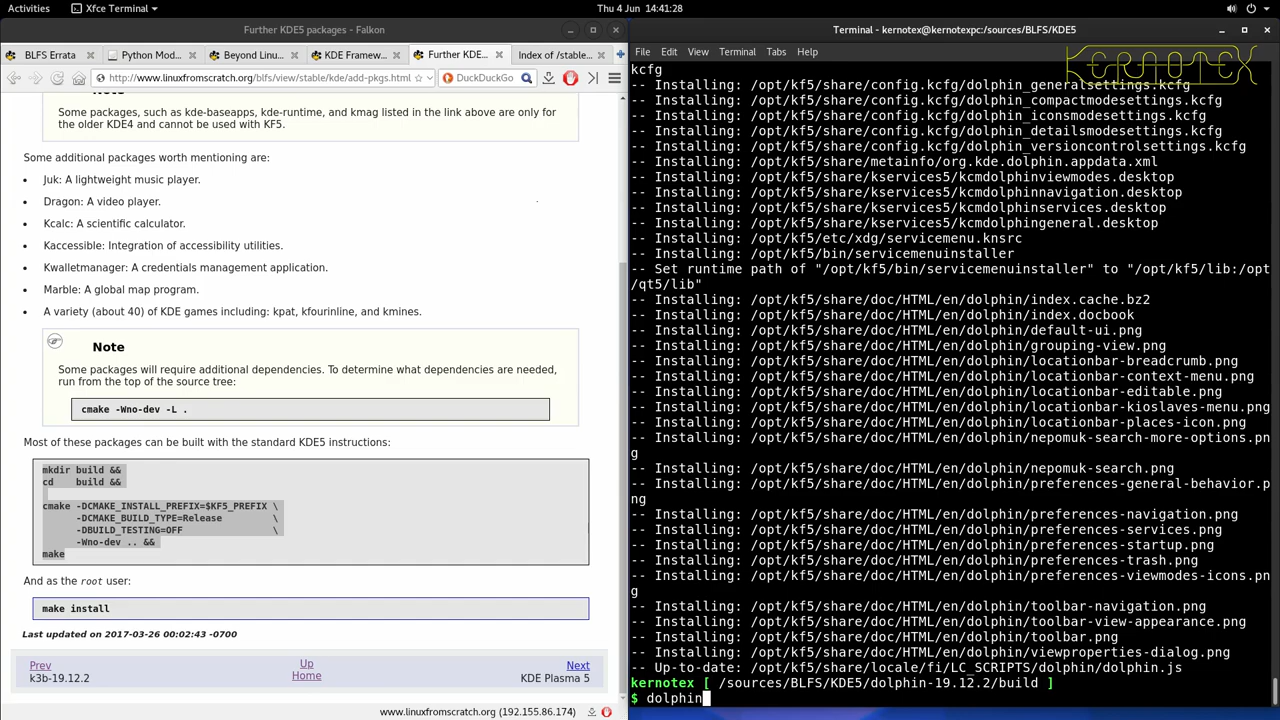 Activities
Xfce Terminal
Thu 4 Jun 14:41:28
Further KDE5 packages - Falkon
BLFS Errata
Python Mod...
Beyond Linu...
KDE Framew...
Further KDE...
Index of /stable...
http://www.linuxfromscratch.org/blfs/view/stable/kde/add-pkgs.html
DuckDuckGo
Note
Some packages, such as kde-baseapps, kde-runtime, and kmag listed in the link above are only for
the older KDE4 and cannot be used with KF5.
Some additional packages worth mentioning are:
Juk: A lightweight music player.
Dragon: A video player.
Kcalc: A scientific calculator.
Kaccessible: Integration of accessibility utilities.
Kwalletmanager: A credentials management application.
Marble: A global map program.
A variety (about 40) of KDE games including: kpat, kfourinline, and kmines.
Note
Some packages will require additional dependencies. To determine what dependencies are needed,
run from the top of the source tree:
cmake -Wno-dev -L .
Most of these packages can be built with the standard KDE5 instructions:
mkdir build &&
cd    build &&
cmake -DCMAKE_INSTALL_PREFIX=$KF5_PREFIX \
-DCMAKE_BUILD_TYPE=Release         \
-DBUILD_TESTING=OFF                \
-Wno-dev .. &&
make
And as the root user:
make install
Last updated on 2017-03-26 00:02:43 -0700
Prev
Up
Next
k3b-19.12.2
Home
KDE Plasma 5
www.linuxfromscratch.org (192.155.86.174)
Terminal - kernotex@kernotexpc:/sources/BLFS/KDE5
File Edit View Terminal Tabs Help
KERNOTEX
kcfg
-- Installing: /opt/kf5/share/config.kcfg/dolphin_generalsettings.kcfg
-- Installing: /opt/kf5/share/config.kcfg/dolphin_compactmodesettings.kcfg
-- Installing: /opt/kf5/share/config.kcfg/dolphin_iconsmodesettings.kcfg
-- Installing: /opt/kf5/share/config.kcfg/dolphin_detailsmodesettings.kcfg
-- Installing: /opt/kf5/share/config.kcfg/dolphin_versioncontrolsettings.kcfg
-- Installing: /opt/kf5/share/metainfo/org.kde.dolphin.appdata.xml
-- Installing: /opt/kf5/share/kservices5/kcmdolphinviewmodes.desktop
-- Installing: /opt/kf5/share/kservices5/kcmdolphinnavigation.desktop
-- Installing: /opt/kf5/share/kservices5/kcmdolphinservices.desktop
-- Installing: /opt/kf5/share/kservices5/kcmdolphingeneral.desktop
-- Installing: /opt/kf5/etc/xdg/servicemenu.knsrc
-- Installing: /opt/kf5/bin/servicemenuinstaller
-- Set runtime path of "/opt/kf5/bin/servicemenuinstaller" to "/opt/kf5/lib:/opt
/qt5/lib"
-- Installing: /opt/kf5/share/doc/HTML/en/dolphin/index.cache.bz2
-- Installing: /opt/kf5/share/doc/HTML/en/dolphin/index.docbook
-- Installing: /opt/kf5/share/doc/HTML/en/dolphin/default-ui.png
-- Installing: /opt/kf5/share/doc/HTML/en/dolphin/grouping-view.png
-- Installing: /opt/kf5/share/doc/HTML/en/dolphin/locationbar-breadcrumb.png
-- Installing: /opt/kf5/share/doc/HTML/en/dolphin/locationbar-context-menu.png
-- Installing: /opt/kf5/share/doc/HTML/en/dolphin/locationbar-editable.png
-- Installing: /opt/kf5/share/doc/HTML/en/dolphin/locationbar-kioslaves-menu.png
-- Installing: /opt/kf5/share/doc/HTML/en/dolphin/locationbar-places-icon.png
-- Installing: /opt/kf5/share/doc/HTML/en/dolphin/nepomuk-search-more-options.pn
g
-- Installing: /opt/kf5/share/doc/HTML/en/dolphin/nepomuk-search.png
-- Installing: /opt/kf5/share/doc/HTML/en/dolphin/preferences-general-behavior.p
ng
-- Installing: /opt/kf5/share/doc/HTML/en/dolphin/preferences-navigation.png
-- Installing: /opt/kf5/share/doc/HTML/en/dolphin/preferences-services.png
-- Installing: /opt/kf5/share/doc/HTML/en/dolphin/preferences-startup.png
-- Installing: /opt/kf5/share/doc/HTML/en/dolphin/preferences-trash.png
-- Installing: /opt/kf5/share/doc/HTML/en/dolphin/preferences-viewmodes-icons.pn
g
-- Installing: /opt/kf5/share/doc/HTML/en/dolphin/toolbar-navigation.png
-- Installing: /opt/kf5/share/doc/HTML/en/dolphin/toolbar-view-appearance.png
-- Installing: /opt/kf5/share/doc/HTML/en/dolphin/toolbar.png
-- Installing: /opt/kf5/share/doc/HTML/en/dolphin/viewproperties-dialog.png
-- Up-to-date: /opt/kf5/share/locale/fi/LC_SCRIPTS/dolphin/dolphin.js
kernotex [ /sources/BLFS/KDE5/dolphin-19.12.2/build ]
$ dolphin